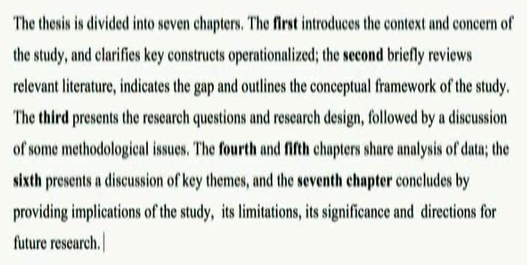 The thesis is divided into seven chapters. The first introduces the context and concern of
the study, and clarifies key constructs operationalized; the second briefly reviews
relevant literature, indicates the gap and outlines the conceptual framework of the study.
The third presents the research questions and research design, followed by a discussion
of some methodological issues. The fourth and fifth chapters share analysis of data; the
sixth presents a discussion of key themes, and the seventh chapter concludes by
providing implications of the study, its limitations, its significance and directions for
future research.